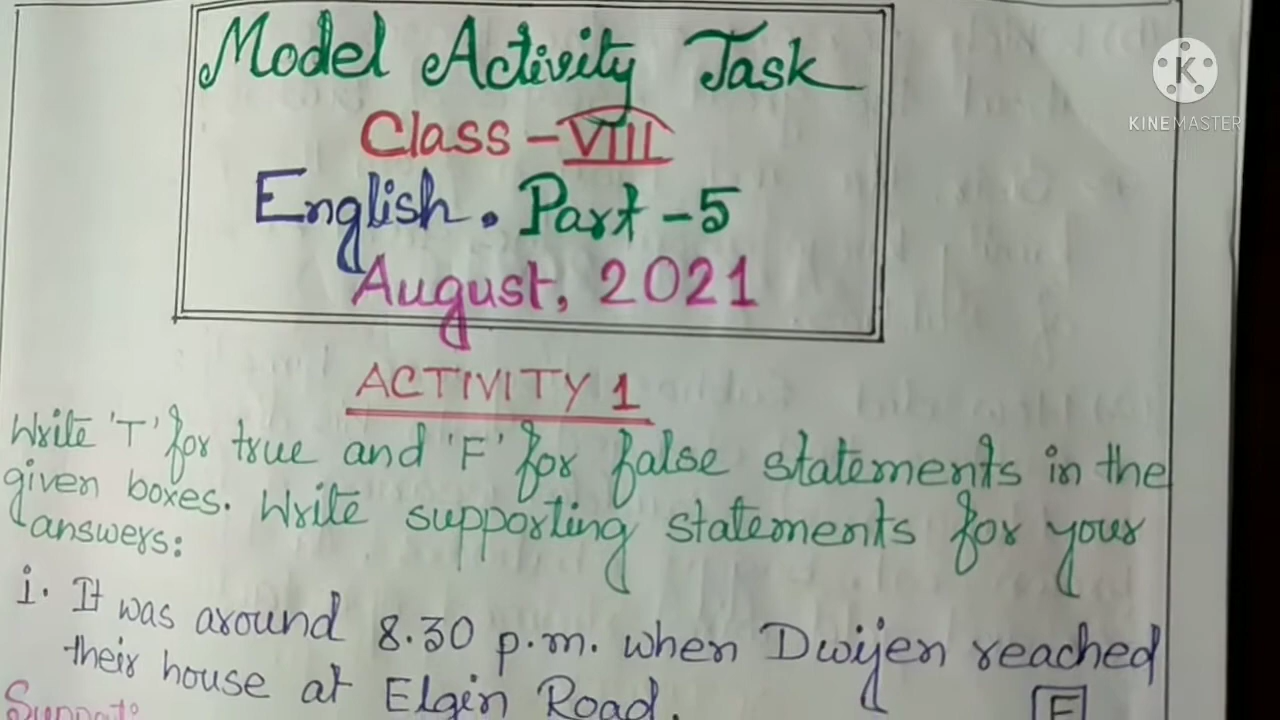 Model Activity Task
Class - VIII
English. Part - 5
August, 2021
K
KINEMASTER
ACTIVITY 1
Write 'T' for true and 'F' for false statements in the
given boxes. Write supporting statements for your
answers:
i. It was around 8.30 p.m. when Dwijen reached
their house at Elgin Road.
F